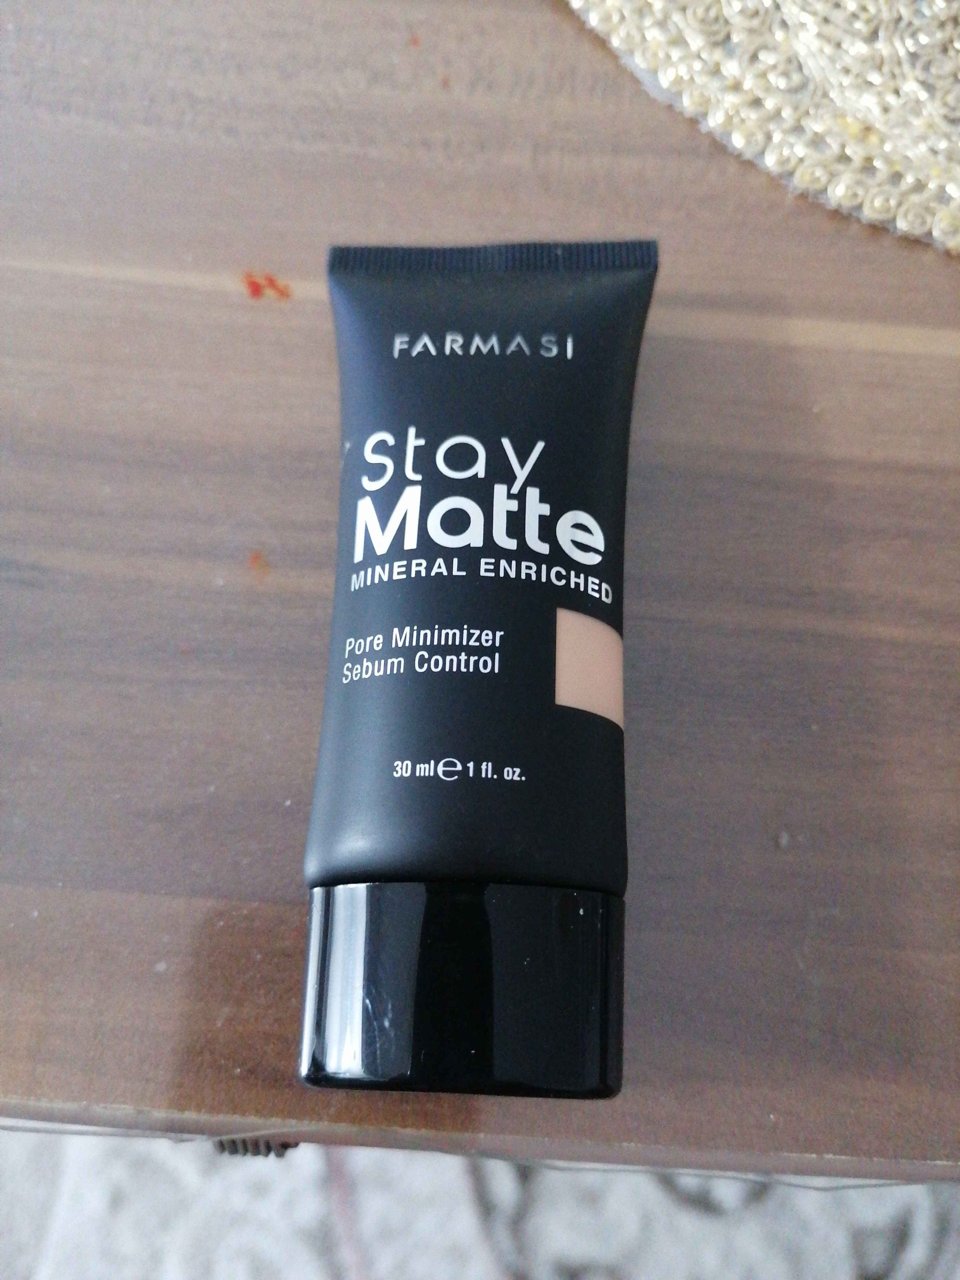 FARMASI
Stay
Matte
MINERAL ENRICHED
Pore Minimizer
Sebum Control
30 ml ℮ 1 fl. oz.